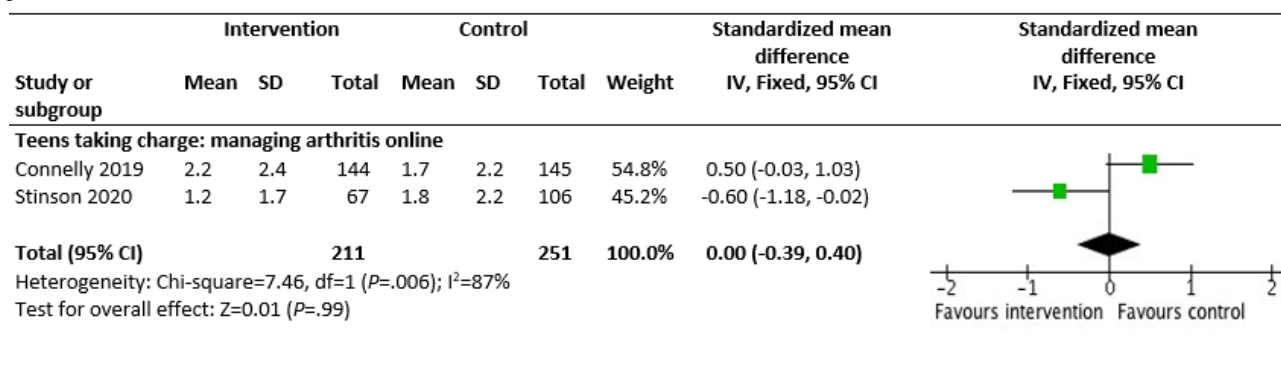 Intervention Control Standardized mean difference Standardized mean difference
Study or subgroup Mean SD Total Mean SD Total Weight IV, Fixed, 95% CI IV, Fixed, 95% CI
Teens taking charge: managing arthritis online
Connelly 2019 2.2 2.4 144 1.7 2.2 145 54.8% 0.50 (-0.03, 1.03)
Stinson 2020 1.2 1.7 67 1.8 2.2 106 45.2% -0.60 (-1.18, -0.02)
Total (95% CI) 211 251 100.0% 0.00 (-0.39, 0.40)
Heterogeneity: Chi-square=7.46, df=1 (P=.006); I²=87%
Test for overall effect: Z=0.01 (P=.99)
-2 -1 0 1 2
Favours intervention Favours control